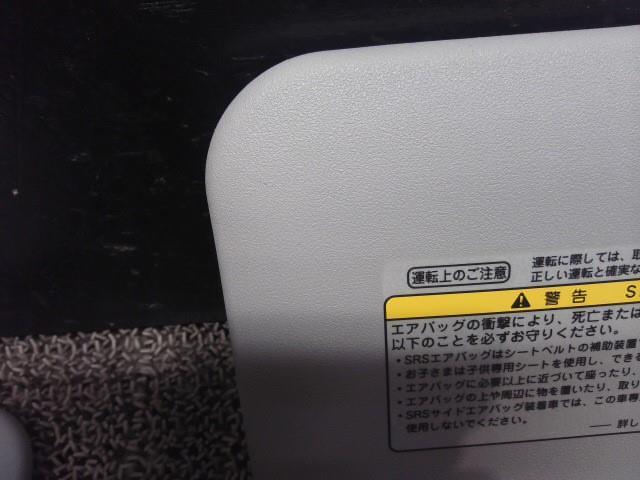 運転上のご注意
運転に際しては、取
正しい運転と確実な
警告 S
エアバッグの衝撃により、死亡または
以下のことを必ずお守りください。
・SRSエアバッグはシートベルトの補助装置
・お子さまは子供専用シートを使用し、できる
・エアバッグに必要以上に近づいて座ったり、
・エアバッグの上や周辺に物を置いたり、取り
・SRSサイドエアバッグ装着車では、この車専
使用しないでください。
── 詳し